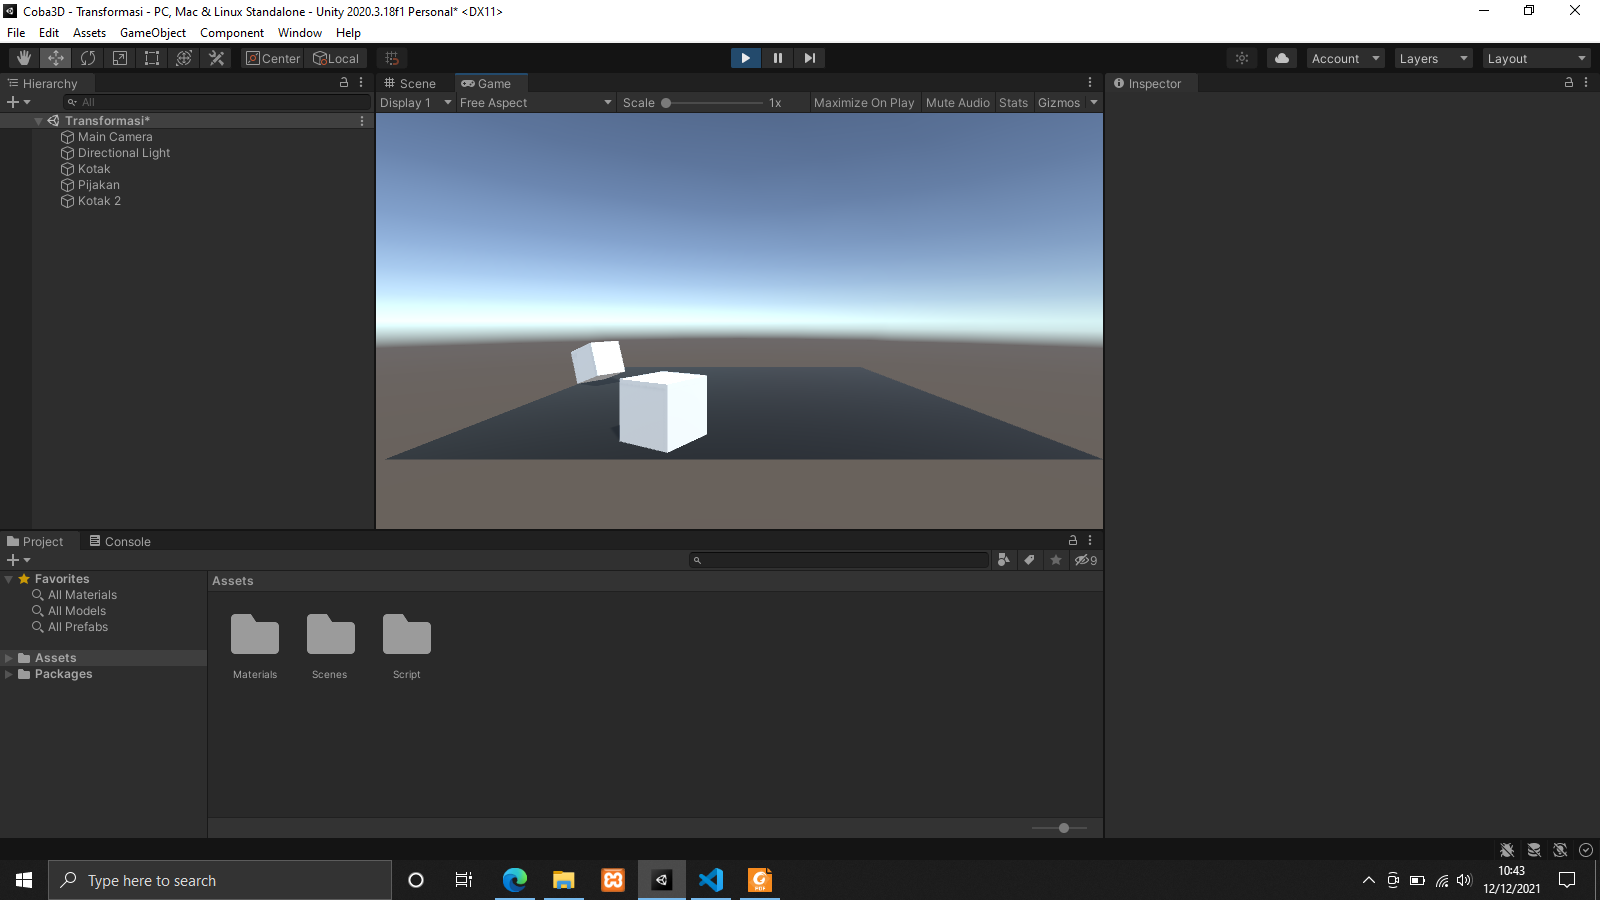 Coba3D - Transformasi - PC, Mac & Linux Standalone - Unity 2020.3.18f1 Personal* <DX11>
File Edit Assets GameObject Component Window Help
Center Local Account Layers Layout
Hierarchy
All
Transformasi*
Main Camera
Directional Light
Kotak
Pijakan
Kotak 2
Scene Game
Display 1 Free Aspect Scale 1x Maximize On Play Mute Audio Stats Gizmos
Inspector
Project Console
9
Favorites
All Materials
All Models
All Prefabs
Assets
Packages
Assets
Materials Scenes Script
Type here to search
PDF
10:43
12/12/2021